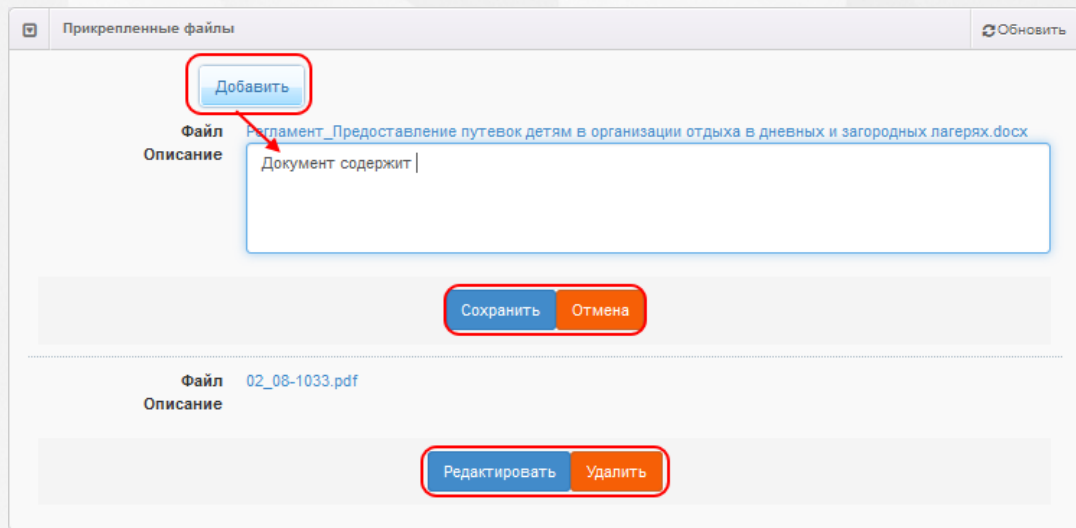 Прикрепленные файлы
Обновить
Добавить
Файл Регламент_Предоставление путевок детям в организации отдыха в дневных и загородных лагерях.docx
Описание Документ содержит
Сохранить Отмена
Файл 02_08-1033.pdf
Описание
Редактировать Удалить